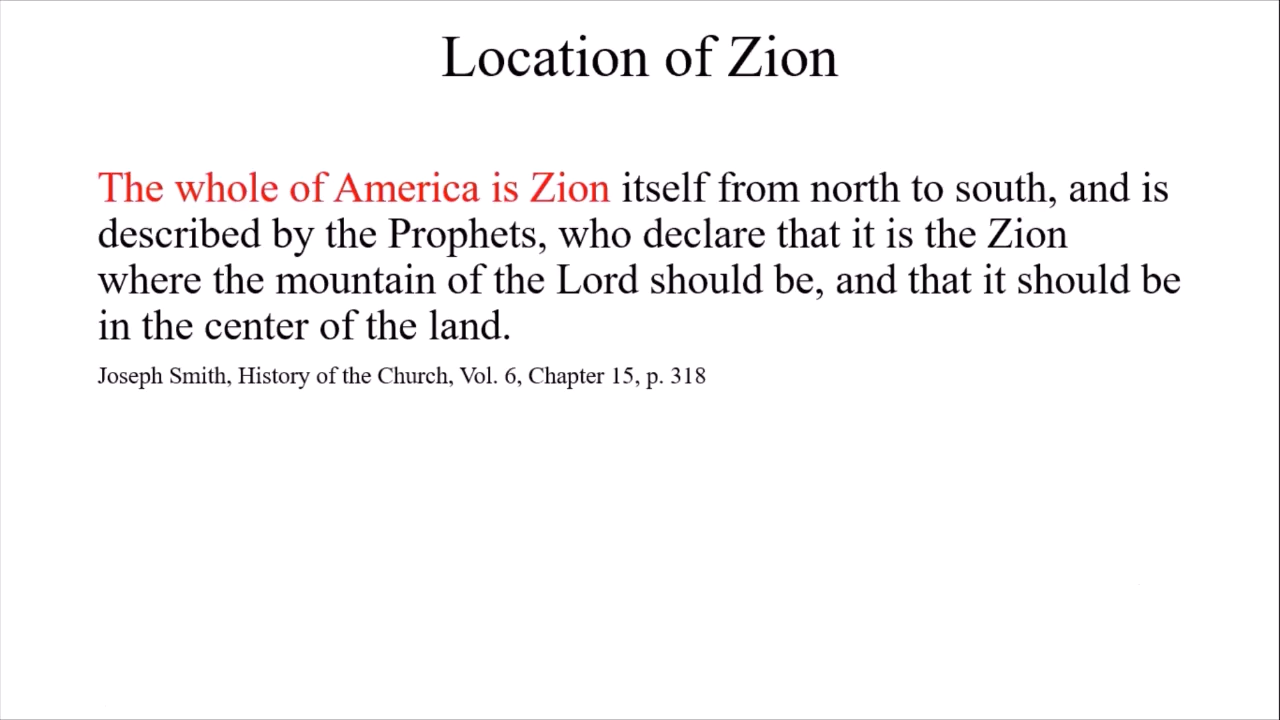 Location of Zion
The whole of America is Zion itself from north to south, and is
described by the Prophets, who declare that it is the Zion
where the mountain of the Lord should be, and that it should be
in the center of the land.
Joseph Smith, History of the Church, Vol. 6, Chapter 15, p. 318